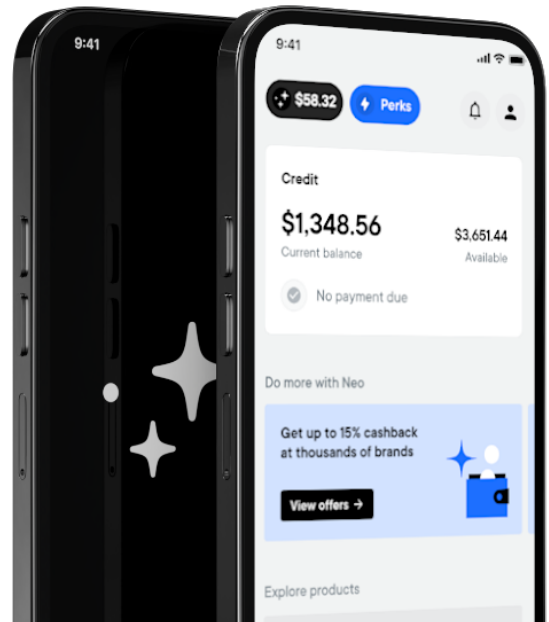 9:41
9:41
$58.32
Perks
Credit
$1,348.56
$3,651.44
Current balance
Available
No payment due
Do more with Neo
Get up to 15% cashback
at thousands of brands
View offers →
Explore products